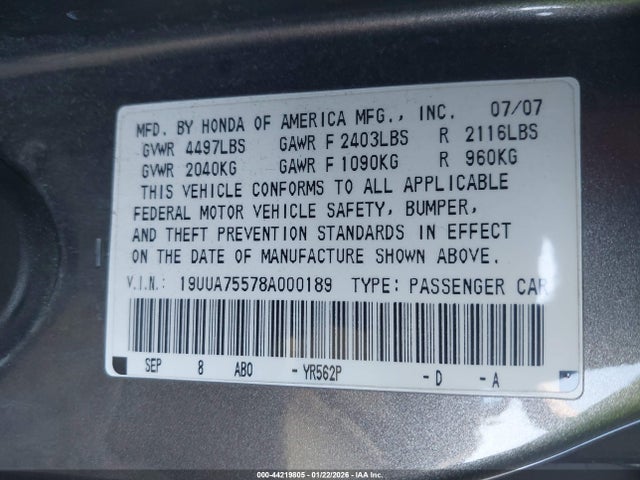 MFD. BY HONDA OF AMERICA MFG., INC. 07/07
GVWR 4497LBS GAWR F 2403LBS R 2116LBS
GVWR 2040KG GAWR F 1090KG R 960KG
THIS VEHICLE CONFORMS TO ALL APPLICABLE
FEDERAL MOTOR VEHICLE SAFETY, BUMPER,
AND THEFT PREVENTION STANDARDS IN EFFECT
ON THE DATE OF MANUFACTURE SHOWN ABOVE.
V.I.N.: 19UUA75578A000189 TYPE: PASSENGER CAR
SEP 8 AB0 - YR562P - D - A
000-44219805 - 01/22/2026 - IAA Inc.